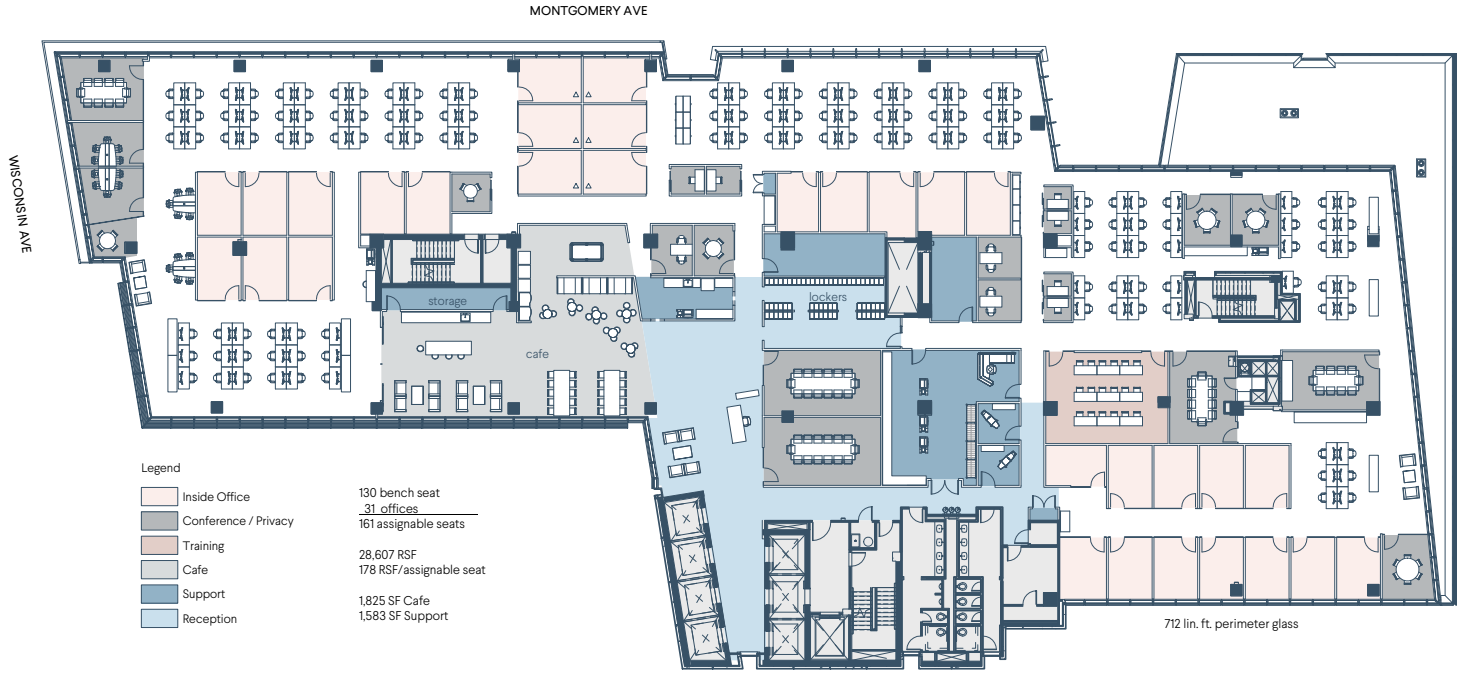 MONTGOMERY AVE
WISCONSIN AVE
storage
lockers
cafe
Legend
Inside Office
Conference / Privacy
Training
Cafe
Support
Reception
130 bench seat
31 offices
161 assignable seats
28,607 RSF
178 RSF/assignable seat
1,825 SF Cafe
1,583 SF Support
712 lin. ft. perimeter glass